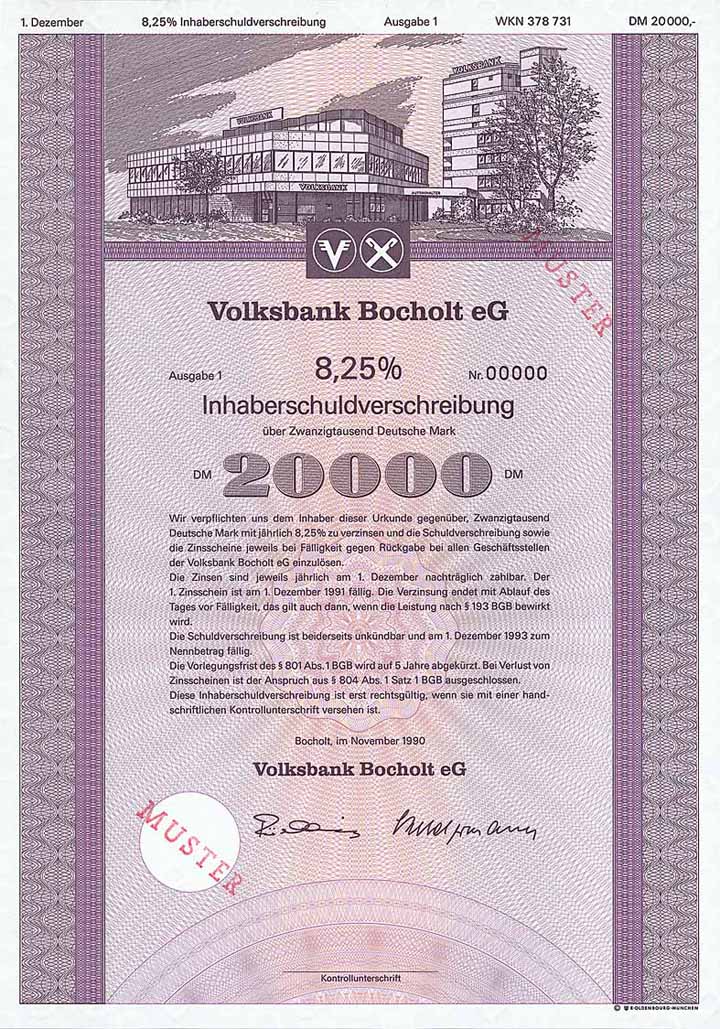 1. Dezember 8,25% Inhaberschuldverschreibung Ausgabe 1 WKN 378 731 DM 20000,-
VOLKSBANK
VOLKSBANK
VOLKSBANK
MUSTER
Volksbank Bocholt eG
Ausgabe 1 8,25% Nr. 00000
Inhaberschuldverschreibung
über Zwanzigtausend Deutsche Mark
DM 20000 DM
Wir verpflichten uns dem Inhaber dieser Urkunde gegenüber, Zwanzigtausend
Deutsche Mark mit jährlich 8,25% zu verzinsen und die Schuldverschreibung sowie
die Zinsscheine jeweils bei Fälligkeit gegen Rückgabe bei allen Geschäftsstellen
der Volksbank Bocholt eG einzulösen.
Die Zinsen sind jeweils jährlich am 1. Dezember nachträglich zahlbar. Der
1. Zinsschein ist am 1. Dezember 1991 fällig. Die Verzinsung endet mit Ablauf des
Tages vor Fälligkeit, das gilt auch dann, wenn die Leistung nach § 193 BGB bewirkt
wird.
Die Schuldverschreibung ist beiderseits unkündbar und am 1. Dezember 1993 zum
Nennbetrag fällig.
Die Vorlegungsfrist des § 801 Abs. 1 BGB wird auf 5 Jahre abgekürzt. Bei Verlust von
Zinsscheinen ist der Anspruch aus § 804 Abs. 1 Satz 1 BGB ausgeschlossen.
Diese Inhaberschuldverschreibung ist erst rechtsgültig, wenn sie mit einer hand-
schriftlichen Kontrollunterschrift versehen ist.
Bocholt, im November 1990
Volksbank Bocholt eG
MUSTER
Kontrollunterschrift
© R·OLDENBOURG·MÜNCHEN